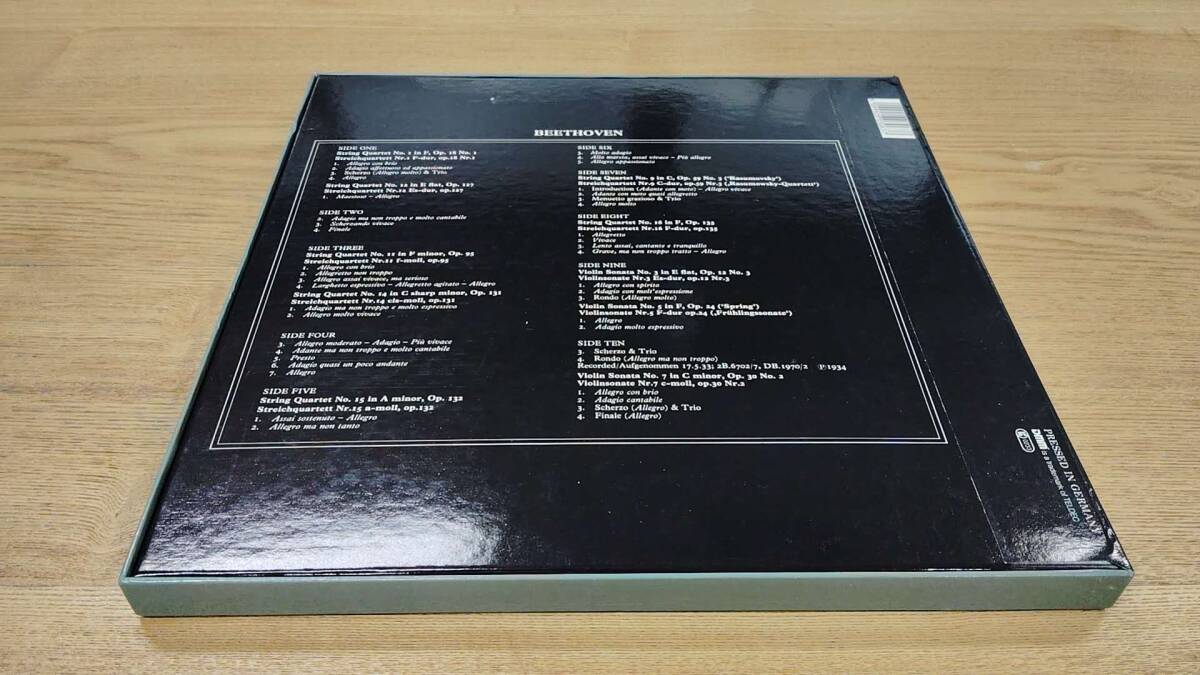 BEETHOVEN
SIDE ONE
String Quartet No. 1 in F, Op. 18 No. 1
Streichquartett Nr.1 F-dur, op.18 Nr.1
1. Allegro con brio
2. Adagio affettuoso ed appassionato
3. Scherzo (Allegro molto) & Trio
4. Allegro
String Quartet No. 12 in E flat, Op. 127
Streichquartett Nr.12 Es-dur, op.127
1. Maestoso – Allegro
SIDE TWO
2. Adagio ma non troppo e molto cantabile
3. Scherzando vivace
4. Finale
SIDE THREE
String Quartet No. 11 in F minor, Op. 95
Streichquartett Nr.11 f-moll, op.95
1. Allegro con brio
2. Allegretto non troppo
3. Allegro assai vivace, ma serioso
4. Larghetto espressivo – Allegretto agitato – Allegro
String Quartet No. 14 in C sharp minor, Op. 131
Streichquartett Nr.14 cis-moll, op.131
1. Adagio ma non troppo e molto espressivo
2. Allegro molto vivace
SIDE FOUR
3. Allegro moderato – Adagio – Più vivace
4. Adante ma non troppo e molto cantabile
5. Presto
6. Adagio quasi un poco andante
7. Allegro
SIDE FIVE
String Quartet No. 15 in A minor, Op. 132
Streichquartett Nr.15 a-moll, op.132
1. Assai sostenuto – Allegro
2. Allegro ma non tanto
SIDE SIX
3. Molto adagio
4. Alla marcia, assai vivace – Più allegro
5. Allegro appassionato
SIDE SEVEN
String Quartet No. 9 in C, Op. 59 No. 3 ('Rasumovsky')
Streichquartett Nr.9 C-dur, op.59 Nr.3 („Rasumowsky-Quartett“)
1. Introduction (Adante con moto) – Allegro vivace
2. Adante con moto quasi allegretto
3. Menuetto grazioso & Trio
4. Allegro molto
SIDE EIGHT
String Quartet No. 16 in F, Op. 135
Streichquartett Nr.16 F-dur, op.135
1. Allegretto
2. Vivace
3. Lento assai, cantante e tranquillo
4. Grave, ma non troppo tratto – Allegro
SIDE NINE
Violin Sonata No. 3 in E flat, Op. 12 No. 3
Violinsonate Nr.3 Es-dur, op.12 Nr.3
1. Allegro con spirito
2. Adagio con molt'espressione
3. Rondo (Allegro molto)
Violin Sonata No. 5 in F, Op. 24 ('Spring')
Violinsonate Nr.5 F-dur op.24 („Frühlingssonate“)
1. Allegro
2. Adagio molto espressivo
SIDE TEN
3. Scherzo & Trio
4. Rondo (Allegro ma non troppo)
Recorded/Aufgenommen 17.5.33; 2B.6702/7, DB.1970/2 ℗1934
Violin Sonata No. 7 in C minor, Op. 30 No. 2
Violinsonate Nr.7 c-moll, op.30 Nr.2
1. Allegro con brio
2. Adagio cantabile
3. Scherzo (Allegro) & Trio
4. Finale (Allegro)
PRESSED IN GERMANY
DMM is a trademark of TELDEC